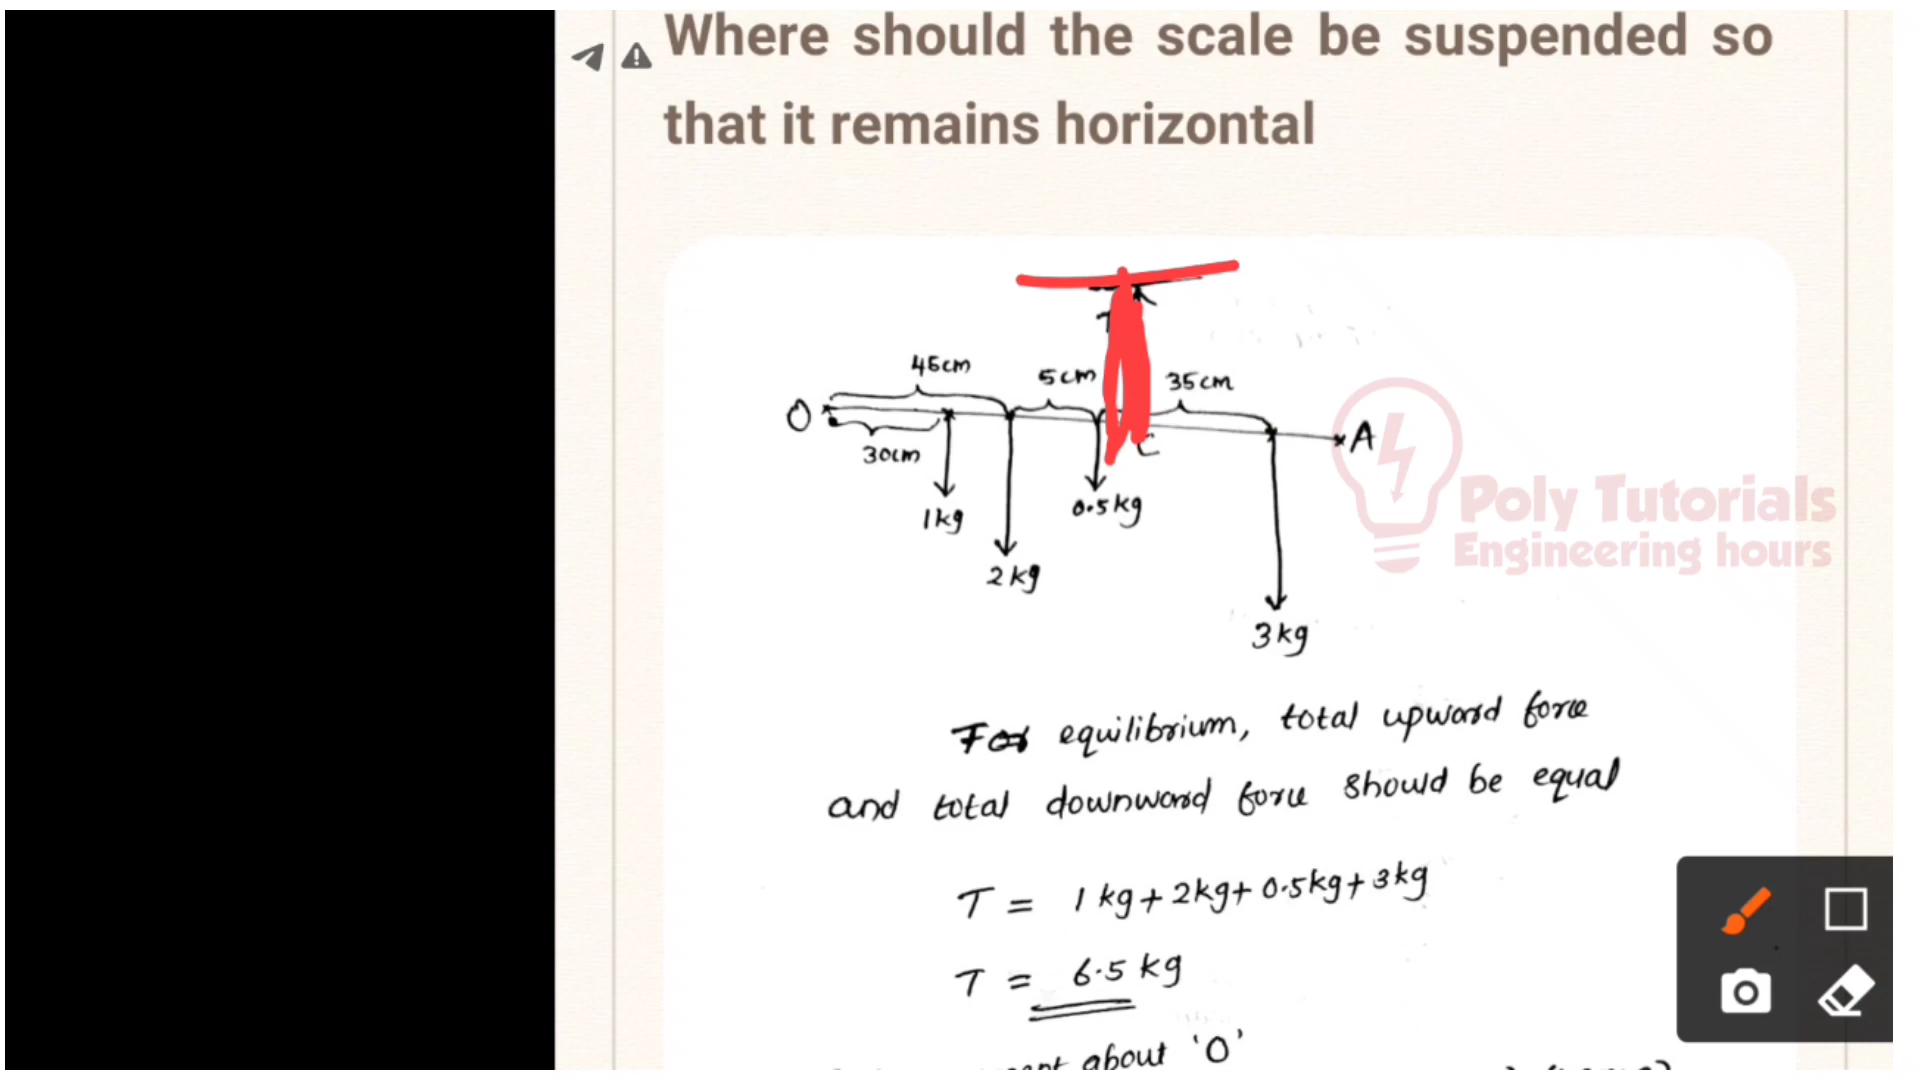 Where should the scale be suspended so
that it remains horizontal
T
45cm
5cm
35cm
O
A
30cm
C
1kg
0.5kg
2kg
3kg
Poly Tutorials
Engineering hours
For equilibrium, total upward force
and total downward force should be equal
T = 1 kg + 2kg + 0.5kg + 3kg
T = 6.5 kg
about 'O'